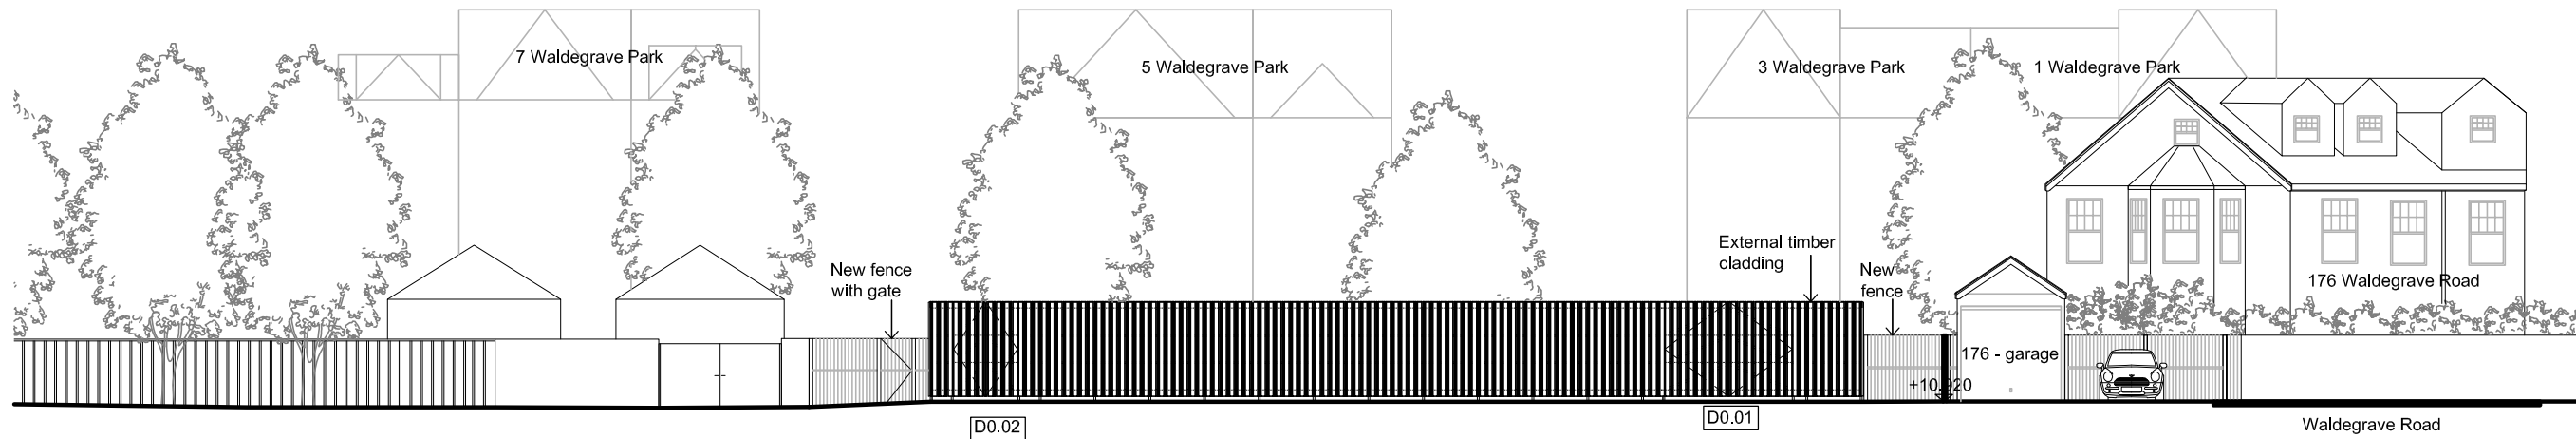 7 Waldegrave Park
5 Waldegrave Park
3 Waldegrave Park
1 Waldegrave Park
External timber
cladding
New fence
with gate
New
fence
176 Waldegrave Road
176 - garage
+10.920
D0.02
D0.01
Waldegrave Road